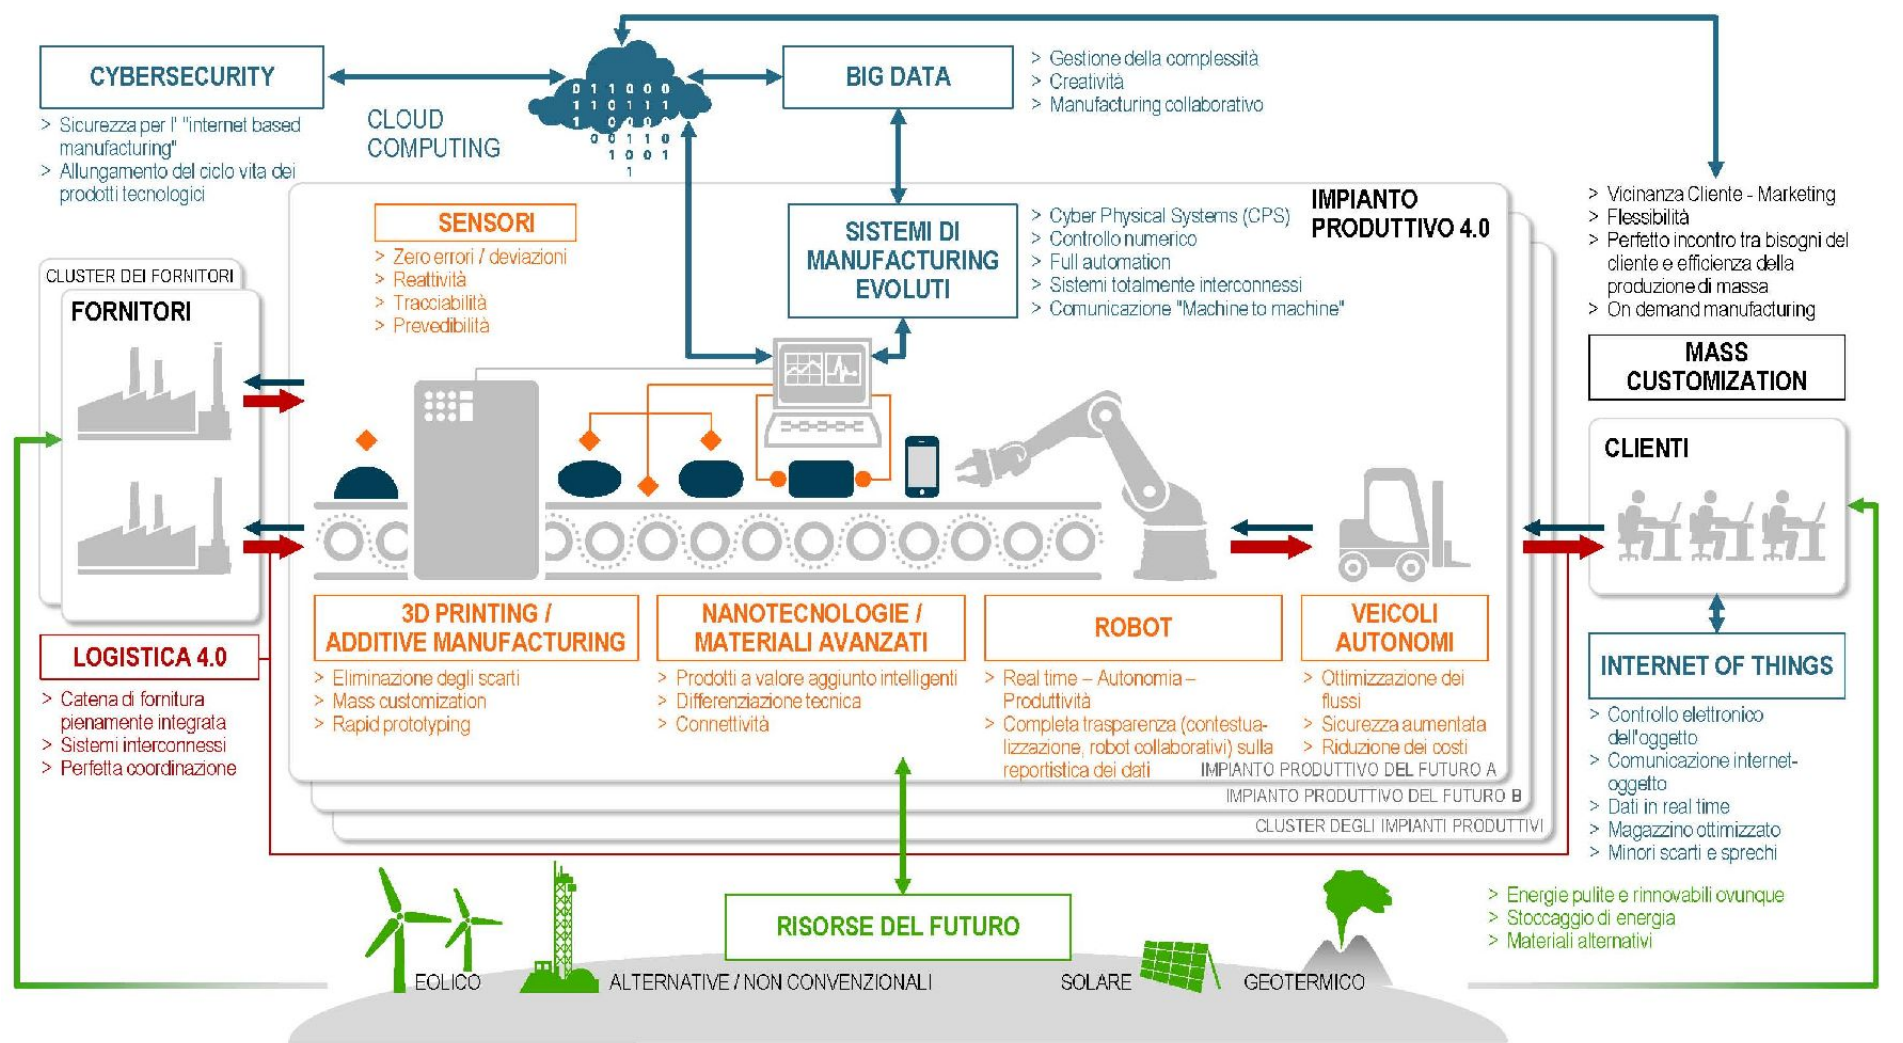 CYBERSECURITY
> Sicurezza per l' "internet based
manufacturing"
> Allungamento del ciclo vita dei
prodotti tecnologici
CLOUD
COMPUTING
0 1 1 0 0 0
BIG DATA
> Gestione della complessità
> Creatività
> Manufacturing collaborativo
IMPIANTO
PRODUTTIVO 4.0
SENSORI
> Zero errori / deviazioni
> Reattività
> Tracciabilità
> Prevedibilità
SISTEMI DI
MANUFACTURING
EVOLUTI
> Cyber Physical Systems (CPS)
> Controllo numerico
> Full automation
> Sistemi totalmente interconnessi
> Comunicazione "Machine to machine"
> Vicinanza Cliente - Marketing
> Flessibilità
> Perfetto incontro tra bisogni del
cliente e efficienza della
produzione di massa
> On demand manufacturing
MASS
CUSTOMIZATION
CLUSTER DEI FORNITORI
FORNITORI
CLIENTI
LOGISTICA 4.0
> Catena di fornitura
pienamente integrata
> Sistemi interconnessi
> Perfetta coordinazione
3D PRINTING /
ADDITIVE MANUFACTURING
> Eliminazione degli scarti
> Mass customization
> Rapid prototyping
NANOTECNOLOGIE /
MATERIALI AVANZATI
> Prodotti a valore aggiunto intelligenti
> Differenziazione tecnica
> Connettività
ROBOT
> Real time – Autonomia –
Produttività
> Completa trasparenza (contestua-
lizzazione, robot collaborativi) sulla
reportistica dei dati
VEICOLI
AUTONOMI
> Ottimizzazione dei
flussi
> Sicurezza aumentata
> Riduzione dei costi
IMPIANTO PRODUTTIVO DEL FUTURO A
IMPIANTO PRODUTTIVO DEL FUTURO B
CLUSTER DEGLI IMPIANTI PRODUTTIVI
INTERNET OF THINGS
> Controllo elettronico
dell'oggetto
> Comunicazione internet-
oggetto
> Dati in real time
> Magazzino ottimizzato
> Minori scarti e sprechi
RISORSE DEL FUTURO
> Energie pulite e rinnovabili ovunque
> Stoccaggio di energia
> Materiali alternativi
EOLICO
ALTERNATIVE / NON CONVENZIONALI
SOLARE
GEOTERMICO